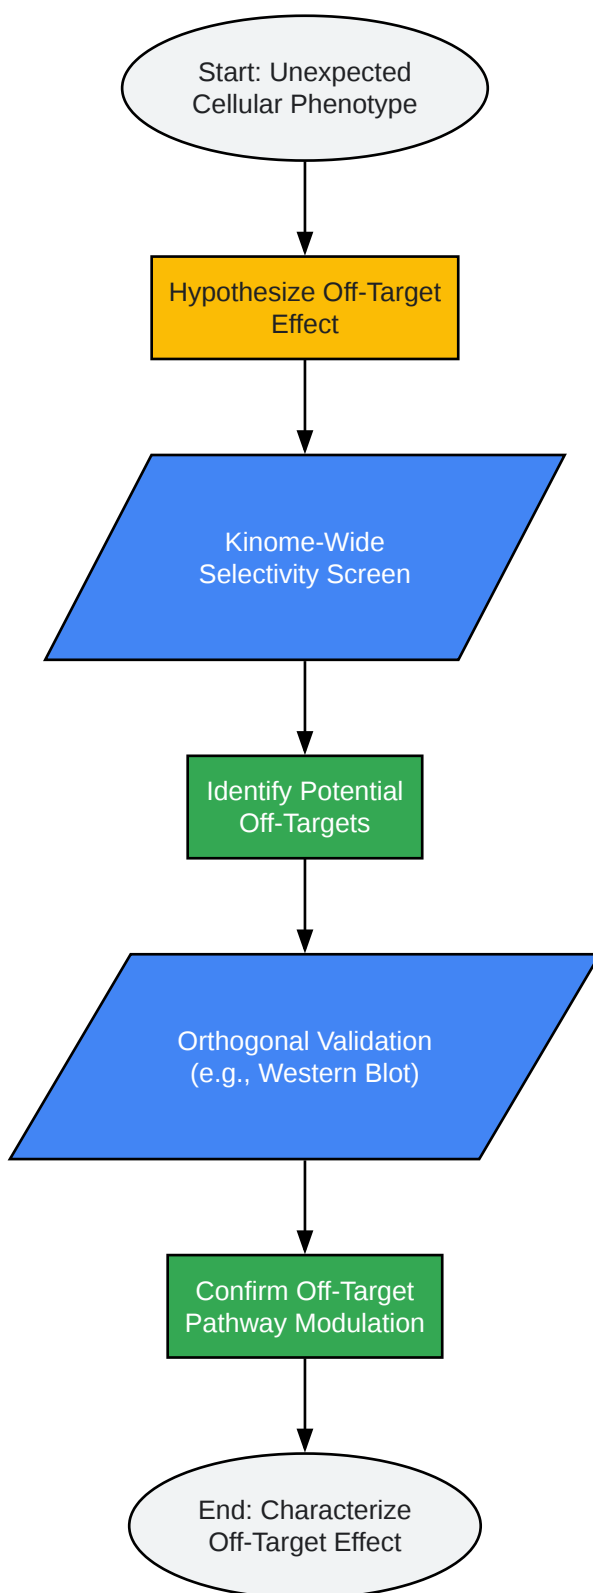 Start: Unexpected
Cellular Phenotype
Hypothesize Off-Target
Effect
Kinome-Wide
Selectivity Screen
Identify Potential
Off-Targets
Orthogonal Validation
(e.g., Western Blot)
Confirm Off-Target
Pathway Modulation
End: Characterize
Off-Target Effect